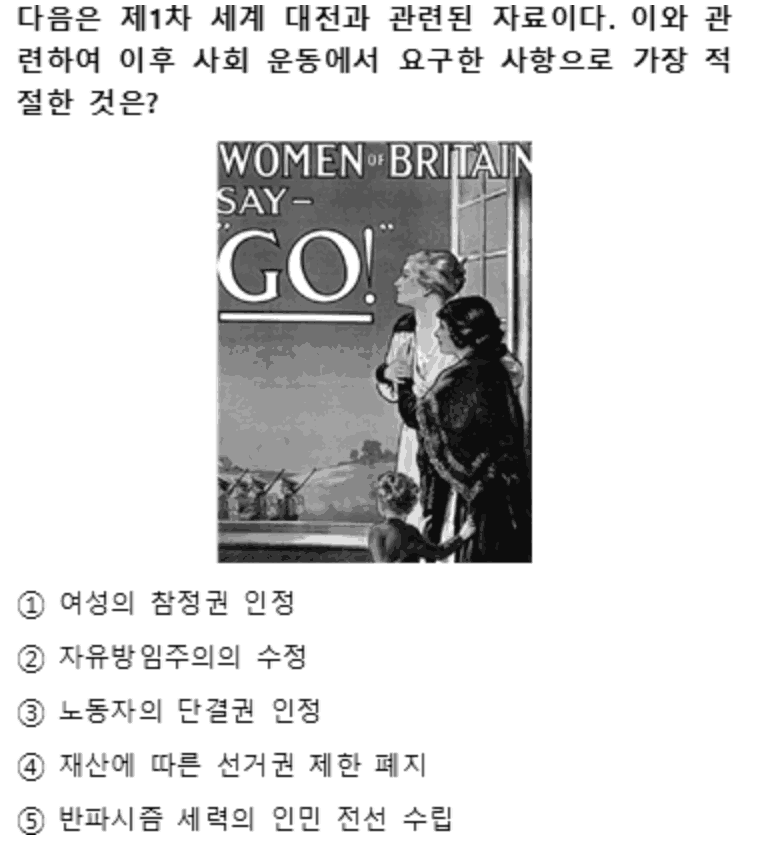 다음은 제1차 세계 대전과 관련된 자료이다. 이와 관
련하여 이후 사회 운동에서 요구한 사항으로 가장 적
절한 것은?
WOMEN OF BRITAIN
SAY–
"GO!"
① 여성의 참정권 인정
② 자유방임주의의 수정
③ 노동자의 단결권 인정
④ 재산에 따른 선거권 제한 폐지
⑤ 반파시즘 세력의 인민 전선 수립